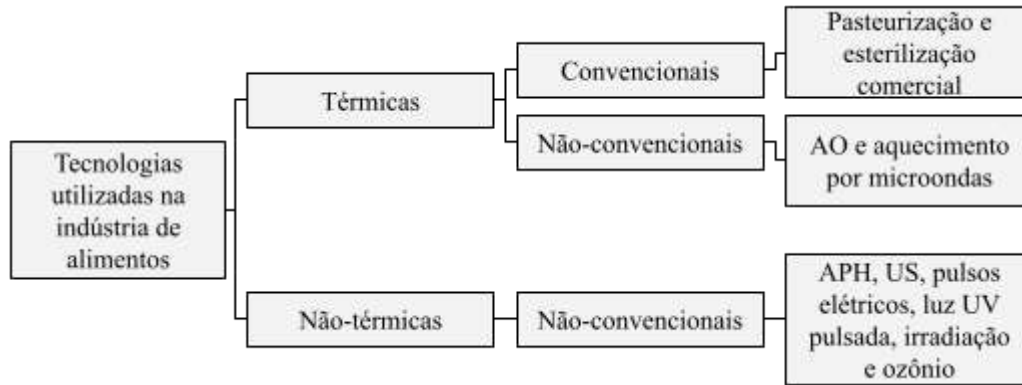 Tecnologias
utilizadas na
indústria de
alimentos
Térmicas
Convencionais
Pasteurização e
esterilização
comercial
Não-convencionais
AO e aquecimento
por microondas
Não-térmicas
Não-convencionais
APH, US, pulsos
elétricos, luz UV
pulsada, irradiação
e ozônio